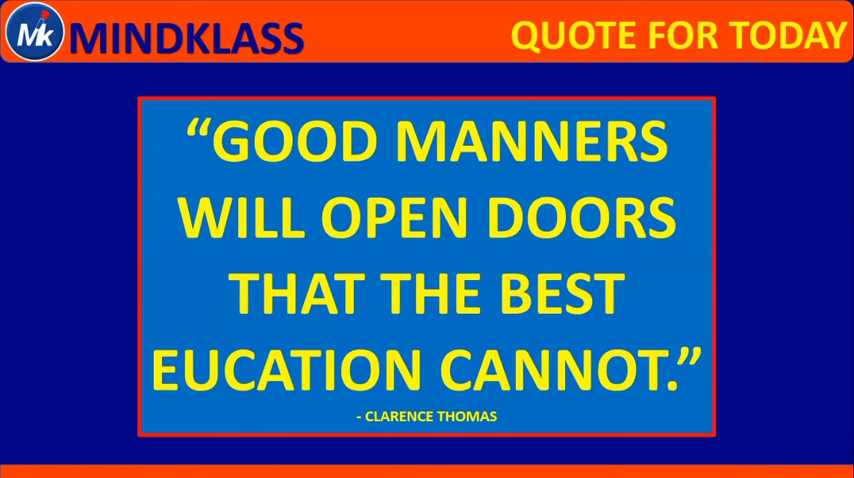 Mk MINDKLASS
QUOTE FOR TODAY
“GOOD MANNERS
WILL OPEN DOORS
THAT THE BEST
EUCATION CANNOT.”
- CLARENCE THOMAS